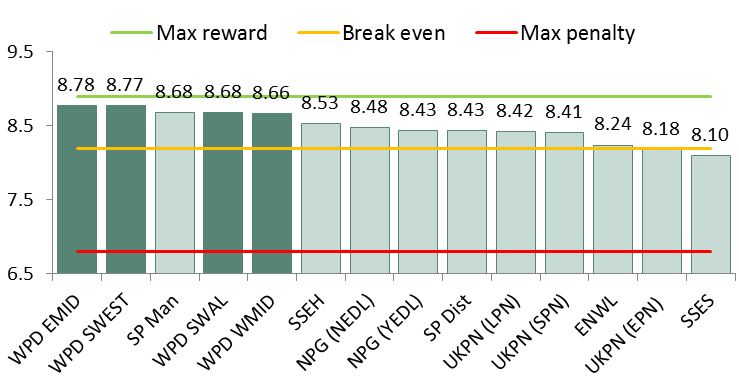 Max reward Break even Max penalty
9.5
8.5
7.5
6.5
8.78 8.77 8.68 8.68 8.66 8.53 8.48 8.43 8.43 8.42 8.41 8.24 8.18 8.10
WPD EMID
WPD SWEST
SP Man
WPD SWAL
WPD WMID
SSEH
NPG (NEDL)
NPG (YEDL)
SP Dist
UKPN (LPN)
UKPN (SPN)
ENWL
UKPN (EPN)
SSES